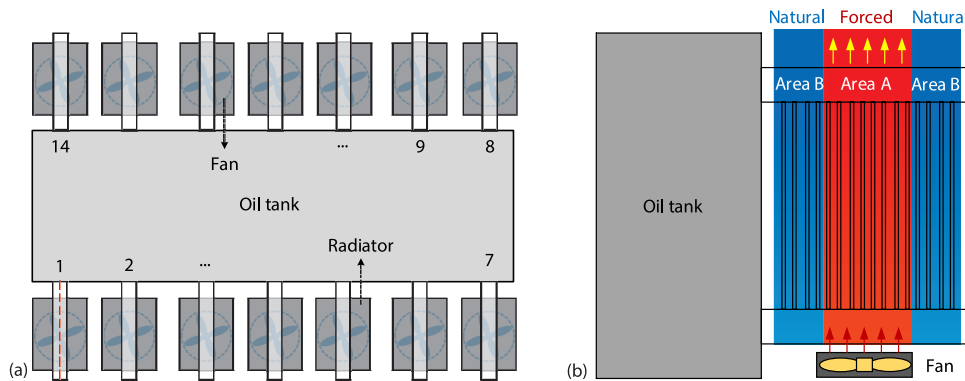 14
...
9
8
Fan
Oil tank
Radiator
1
2
...
7
(a)
Natural
Forced
Natura
Area B
Area A
Area B
Oil tank
Fan
(b)